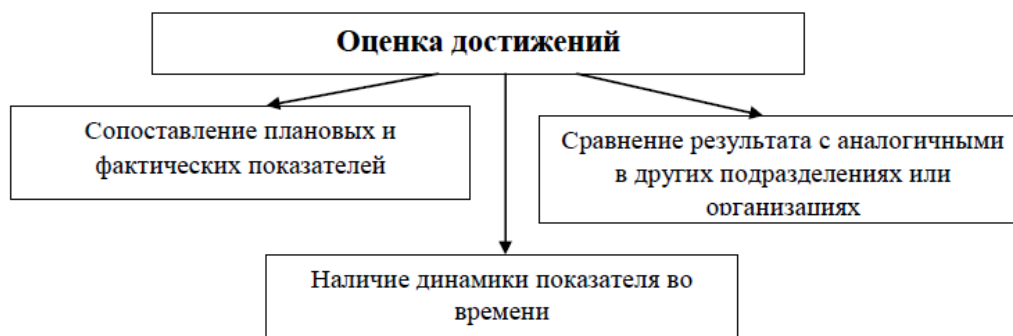 Оценка достижений
Сопоставление плановых и
фактических показателей
Сравнение результата с аналогичными
в других подразделениях или
организациях
Наличие динамики показателя во
времени